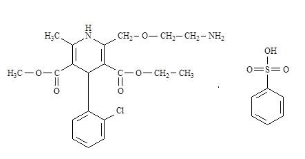 H
H₃C N CH₂—O—CH₂—CH₂—NH₂
OH
H₃C—O C C O—CH₂—CH₃ O S O
O O
Cl
.